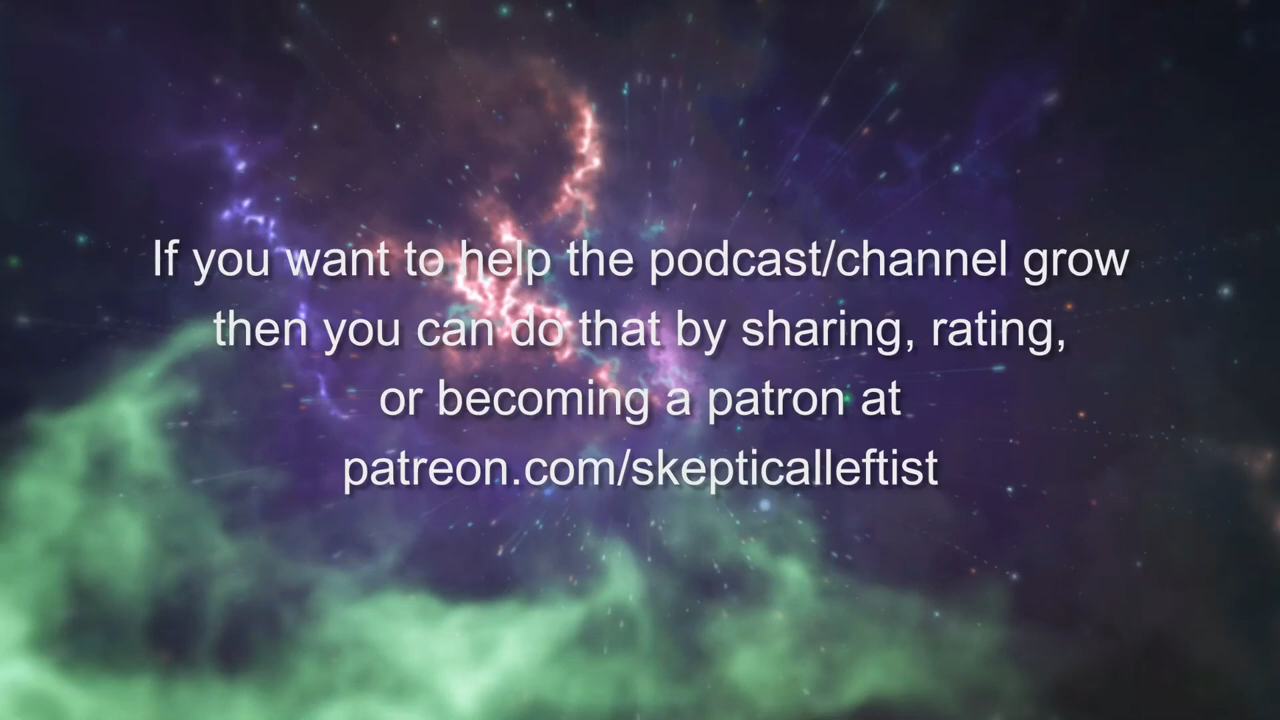 If you want to help the podcast/channel grow
then you can do that by sharing, rating,
or becoming a patron at
patreon.com/skepticalleftist